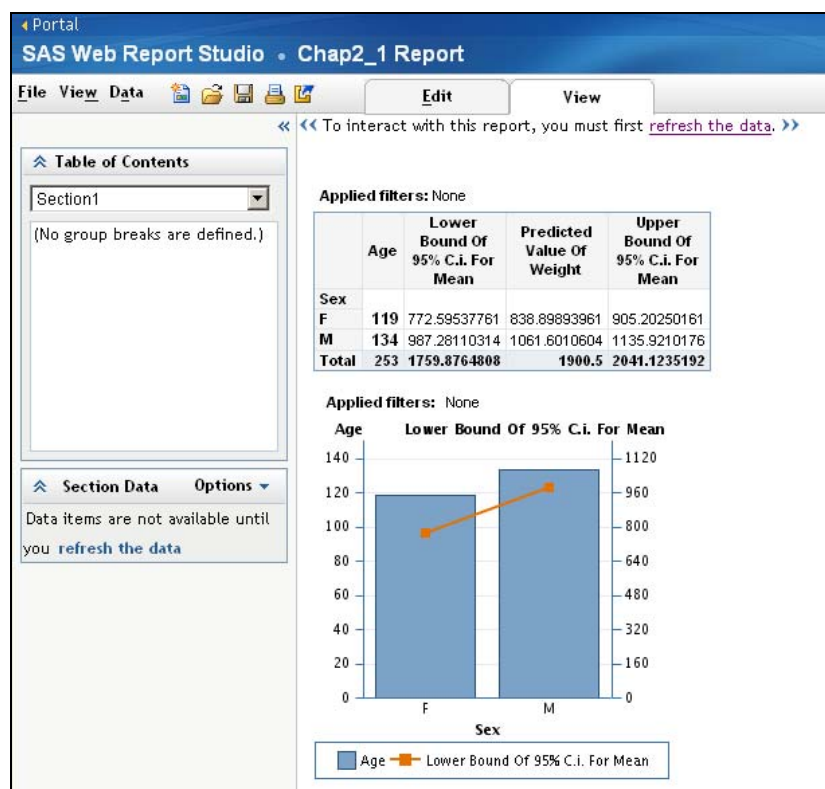 Portal
SAS Web Report Studio • Chap2_1 Report
File View Data Edit View
« « To interact with this report, you must first refresh the data. »
Table of Contents
Section1
(No group breaks are defined.)
Section Data Options
Data items are not available until
you refresh the data
Applied filters: None
Age Lower Bound Of 95% C.i. For Mean Predicted Value Of Weight Upper Bound Of 95% C.i. For Mean
Sex
F 119 772.59537761 838.89893961 905.20250161
M 134 987.28110314 1061.6010604 1135.9210176
Total 253 1759.8764808 1900.5 2041.1235192
Applied filters: None
Age Lower Bound Of 95% C.i. For Mean
140 1120
120 960
100 800
80 640
60 480
40 320
20 160
0 0
F M
Sex
Age Lower Bound Of 95% C.i. For Mean